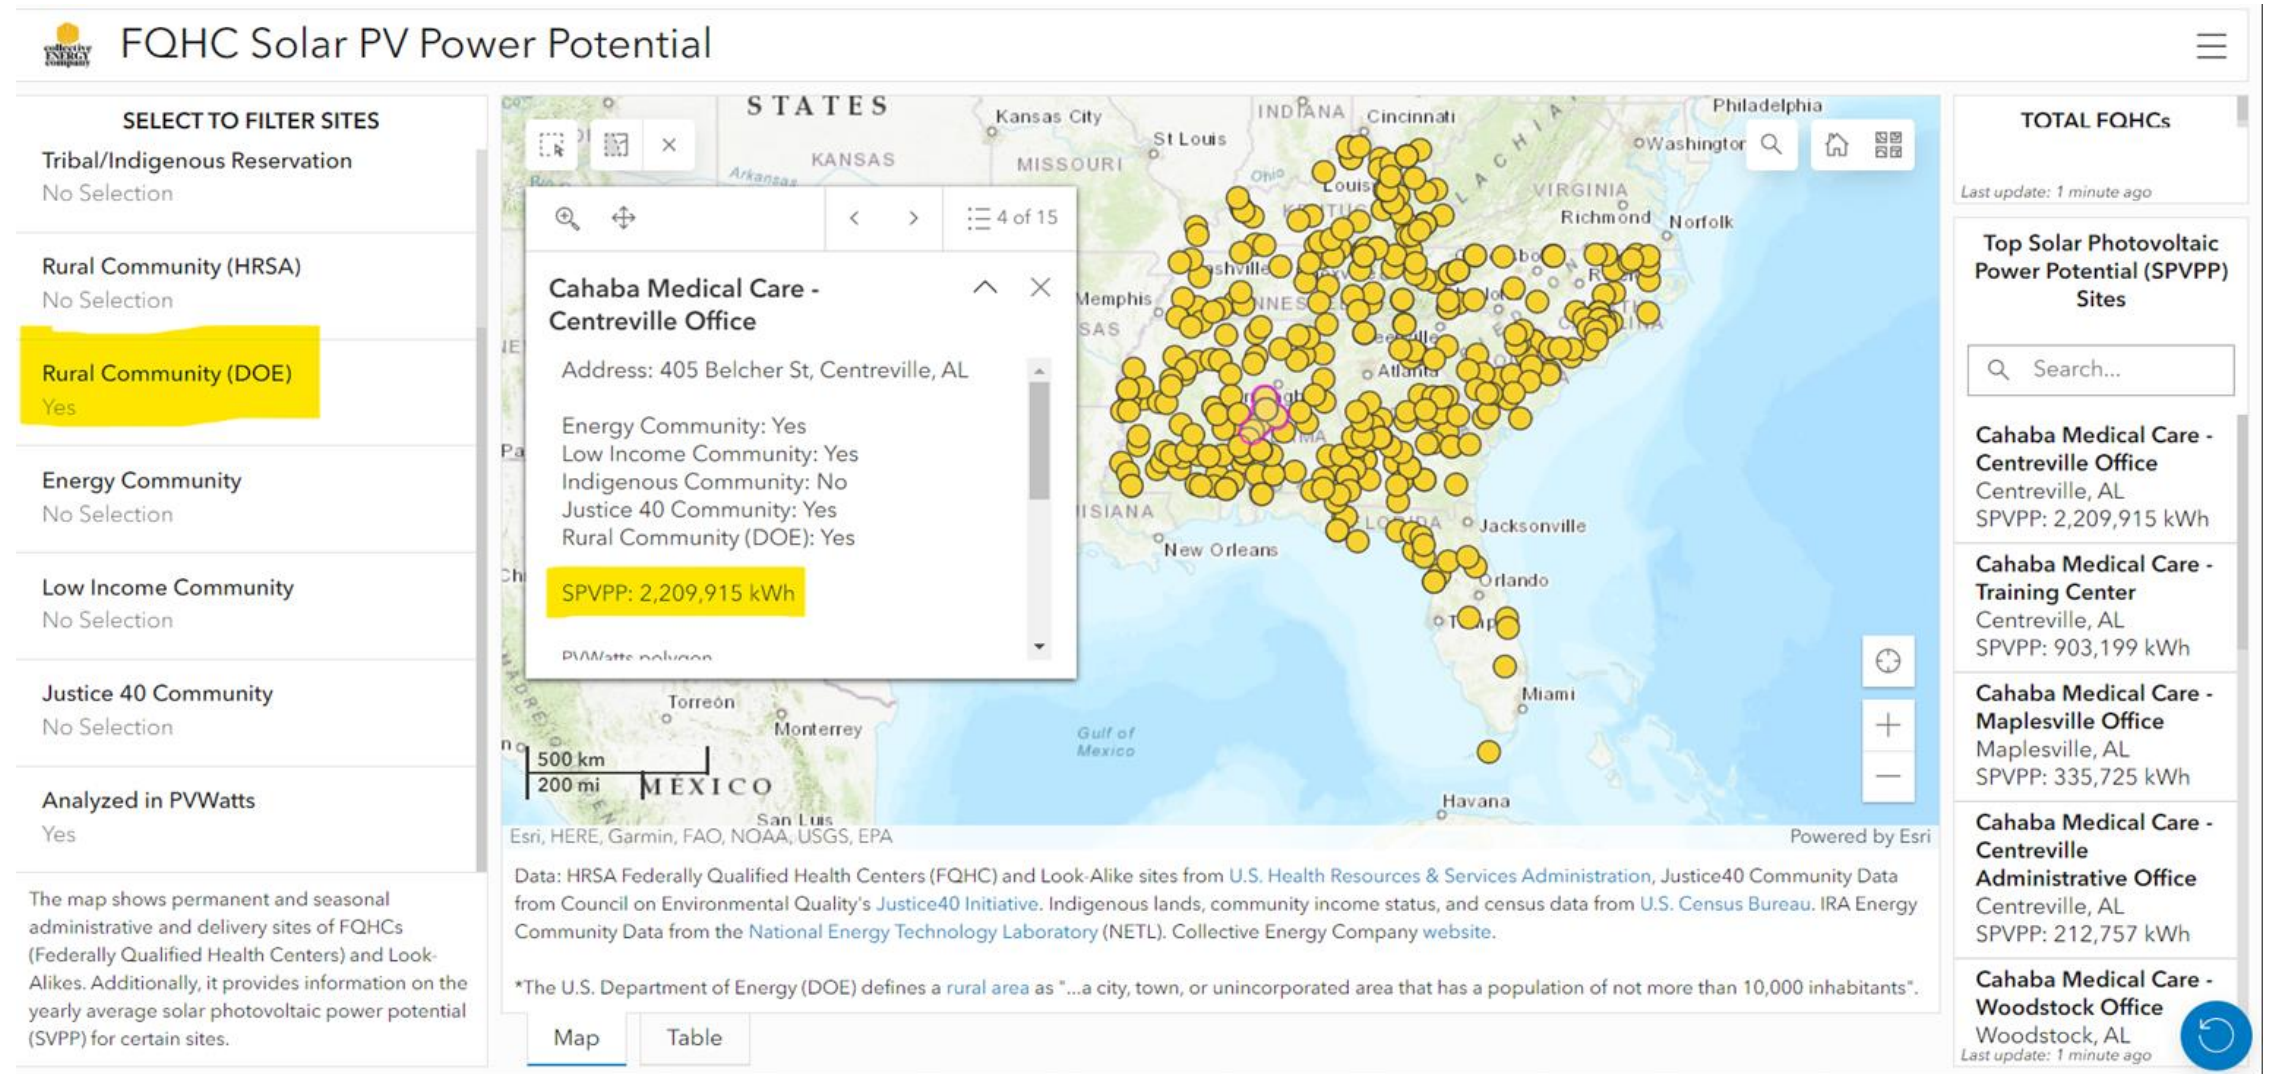 collective
ENERGY
company
FQHC Solar PV Power Potential
SELECT TO FILTER SITES
Tribal/Indigenous Reservation
No Selection
Rural Community (HRSA)
No Selection
Rural Community (DOE)
Yes
Energy Community
No Selection
Low Income Community
No Selection
Justice 40 Community
No Selection
Analyzed in PVWatts
Yes
The map shows permanent and seasonal
administrative and delivery sites of FQHCs
(Federally Qualified Health Centers) and Look-
Alikes. Additionally, it provides information on the
yearly average solar photovoltaic power potential
(SVPP) for certain sites.
STATES
Kansas City
INDIANA
Cincinnati
Philadelphia
St Louis
Washington
KANSAS
MISSOURI
Arkansas
Ohio
VIRGINIA
Richmond
Norfolk
4 of 15
Cahaba Medical Care -
Centreville Office
Address: 405 Belcher St, Centreville, AL
Energy Community: Yes
Low Income Community: Yes
Indigenous Community: No
Justice 40 Community: Yes
Rural Community (DOE): Yes
SPVPP: 2,209,915 kWh
PVWatts polygon
Memphis
Atlanta
Jacksonville
New Orleans
Orlando
Miami
Torreón
Monterrey
Gulf of
Mexico
500 km
200 mi
MÉXICO
San Luis
Havana
Esri, HERE, Garmin, FAO, NOAA, USGS, EPA
Powered by Esri
Data: HRSA Federally Qualified Health Centers (FQHC) and Look-Alike sites from U.S. Health Resources & Services Administration, Justice40 Community Data
from Council on Environmental Quality's Justice40 Initiative. Indigenous lands, community income status, and census data from U.S. Census Bureau. IRA Energy
Community Data from the National Energy Technology Laboratory (NETL). Collective Energy Company website.
*The U.S. Department of Energy (DOE) defines a rural area as "...a city, town, or unincorporated area that has a population of not more than 10,000 inhabitants".
Map
Table
TOTAL FQHCs
Last update: 1 minute ago
Top Solar Photovoltaic
Power Potential (SPVPP)
Sites
Search...
Cahaba Medical Care -
Centreville Office
Centreville, AL
SPVPP: 2,209,915 kWh
Cahaba Medical Care -
Training Center
Centreville, AL
SPVPP: 903,199 kWh
Cahaba Medical Care -
Maplesville Office
Maplesville, AL
SPVPP: 335,725 kWh
Cahaba Medical Care -
Centreville
Administrative Office
Centreville, AL
SPVPP: 212,757 kWh
Cahaba Medical Care -
Woodstock Office
Woodstock, AL
Last update: 1 minute ago